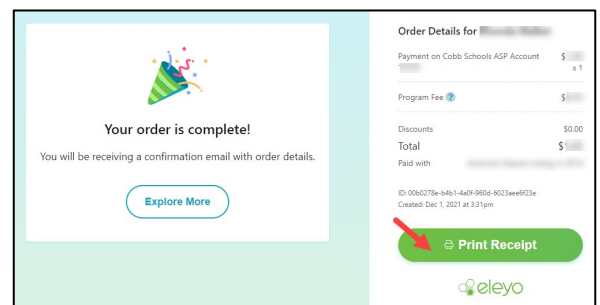 Your order is complete!
You will be receiving a confirmation email with order details.
Explore More
Order Details for
Payment on Cobb Schools ASP Account $
x 1
Program Fee ? $
Discounts $0.00
Total $
Paid with
ID: 00b0278e-b4b1-4a0f-960d-6023aee6f23e
Created: Dec 1, 2021 at 3:31pm
Print Receipt
eleyo